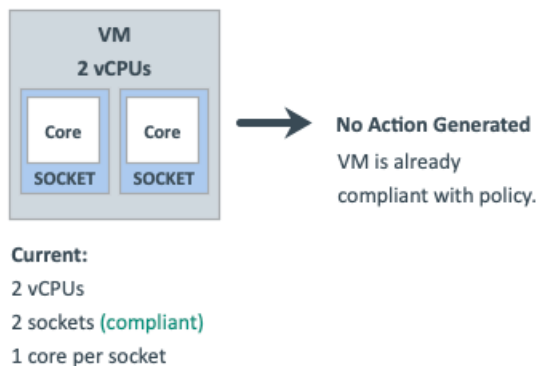 VM
2 vCPUs
Core
Core
SOCKET
SOCKET
No Action Generated
VM is already
compliant with policy.
Current:
2 vCPUs
2 sockets (compliant)
1 core per socket